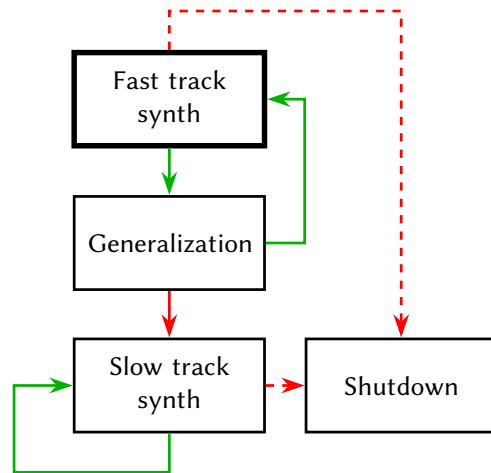 Fast track
synth
Generalization
Slow track
synth
Shutdown